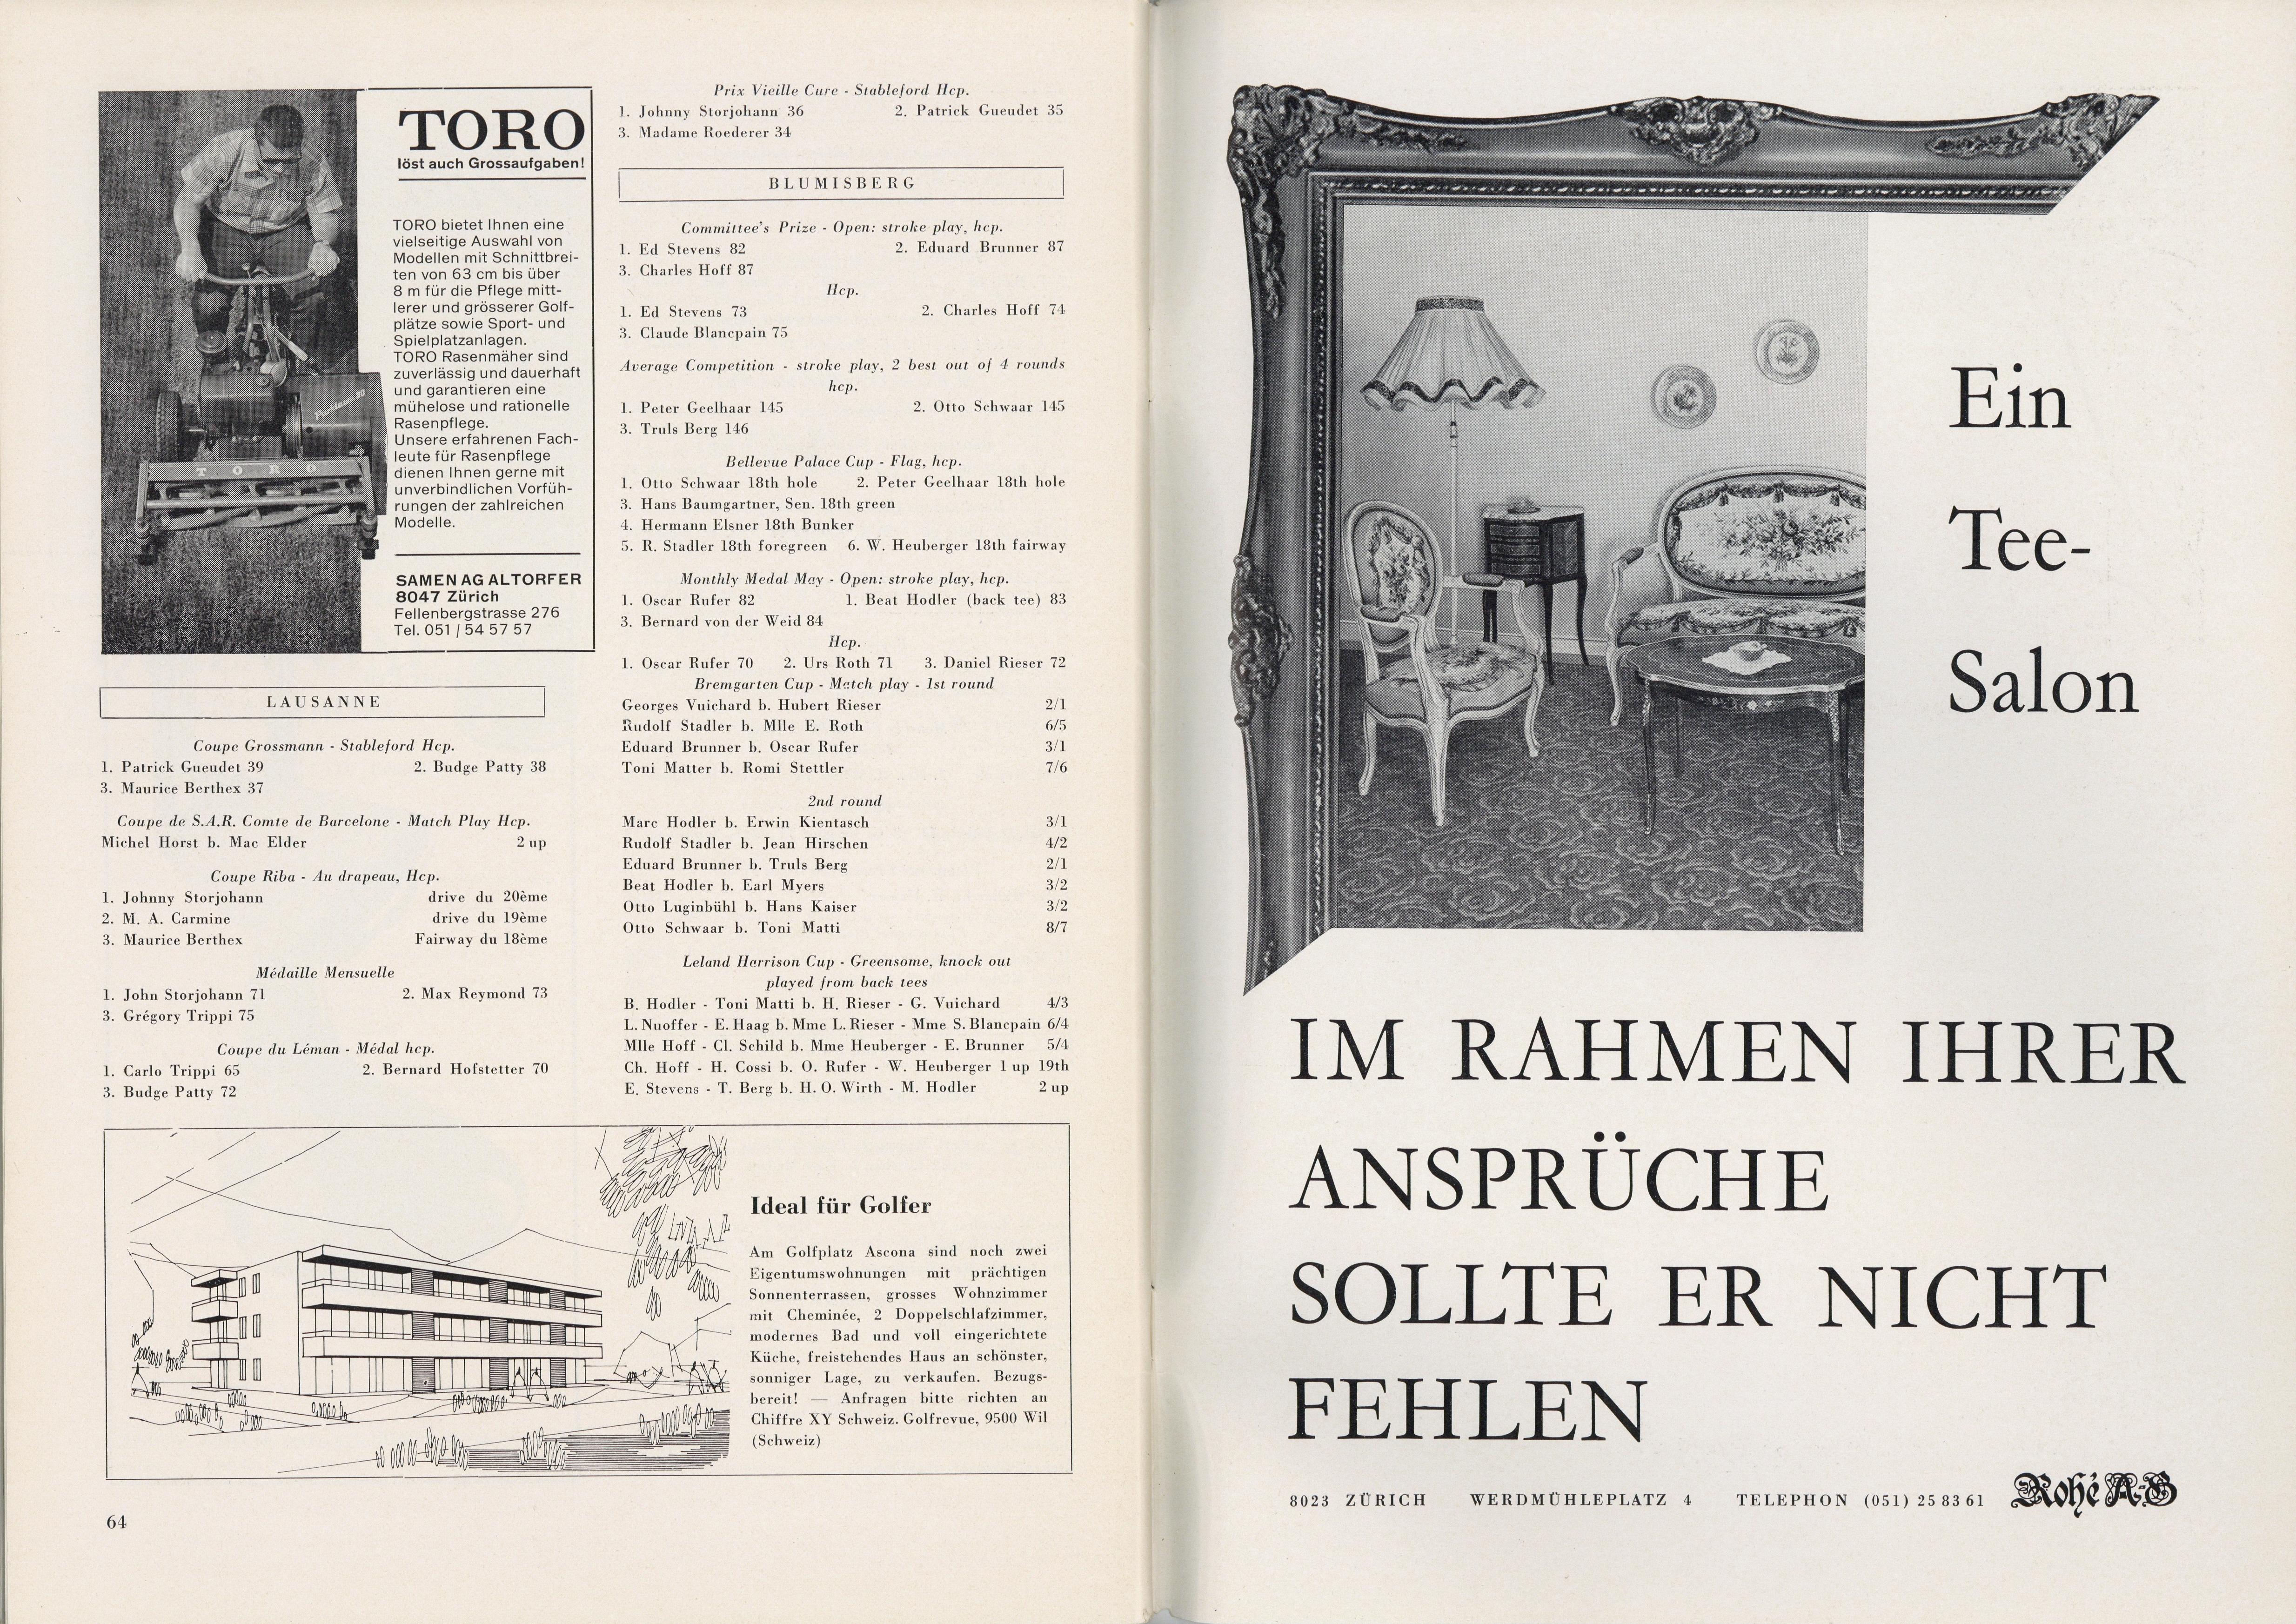 TORO
löst auch Grossaufgaben!
TORO bietet Ihnen eine
vielseitige Auswahl von
Modellen mit Schnittbrei-
ten von 63 cm bis über
8 m für die Pflege mitt-
lerer und grösserer Golf-
plätze sowie Sport- und
Spielplatzanlagen.
TORO Rasenmäher sind
zuverlässig und dauerhaft
und garantieren eine
mühelose und rationelle
Rasenpflege.
Unsere erfahrenen Fach-
leute für Rasenpflege
dienen Ihnen gerne mit
unverbindlichen Vorfüh-
rungen der zahlreichen
Modelle.
SAMEN AG ALTORFER
8047 Zürich
Fellenbergstrasse 276
Tel. 051 / 54 57 57
Parklawn 30
TORO
LAUSANNE
Coupe Grossmann - Stableford Hcp.
1. Patrick Gueudet 39 2. Budge Patty 38
3. Maurice Berthex 37
Coupe de S.A.R. Comte de Barcelone - Match Play Hcp.
Michel Horst b. Mac Elder 2 up
Coupe Riba - Au drapeau, Hcp.
1. Johnny Storjohann drive du 20ème
2. M. A. Carmine drive du 19ème
3. Maurice Berthex Fairway du 18ème
Médaille Mensuelle
1. John Storjohann 71 2. Max Reymond 73
3. Grégory Trippi 75
Coupe du Léman - Médal hcp.
1. Carlo Trippi 65 2. Bernard Hofstetter 70
3. Budge Patty 72
Prix Vieille Cure - Stableford Hcp.
1. Johnny Storjohann 36 2. Patrick Gueudet 35
3. Madame Roederer 34
BLUMISBERG
Committee's Prize - Open: stroke play, hcp.
1. Ed Stevens 82 2. Eduard Brunner 87
3. Charles Hoff 87
Hcp.
1. Ed Stevens 73 2. Charles Hoff 74
3. Claude Blancpain 75
Average Competition - stroke play, 2 best out of 4 rounds
hcp.
1. Peter Geelhaar 145 2. Otto Schwaar 145
3. Truls Berg 146
Bellevue Palace Cup - Flag, hcp.
1. Otto Schwaar 18th hole 2. Peter Geelhaar 18th hole
3. Hans Baumgartner, Sen. 18th green
4. Hermann Elsner 18th Bunker
5. R. Stadler 18th foregreen 6. W. Heuberger 18th fairway
Monthly Medal May - Open: stroke play, hcp.
1. Oscar Rufer 82 1. Beat Hodler (back tee) 83
3. Bernard von der Weid 84
Hcp.
1. Oscar Rufer 70 2. Urs Roth 71 3. Daniel Rieser 72
Bremgarten Cup - Match play - 1st round
Georges Vuichard b. Hubert Rieser 2/1
Rudolf Stadler b. Mlle E. Roth 6/5
Eduard Brunner b. Oscar Rufer 3/1
Toni Matter b. Romi Stettler 7/6
2nd round
Marc Hodler b. Erwin Kientasch 3/1
Rudolf Stadler b. Jean Hirschen 4/2
Eduard Brunner b. Truls Berg 2/1
Beat Hodler b. Earl Myers 3/2
Otto Luginbühl b. Hans Kaiser 3/2
Otto Schwaar b. Toni Matti 8/7
Leland Harrison Cup - Greensome, knock out
played from back tees
B. Hodler - Toni Matti b. H. Rieser - G. Vuichard 4/3
L. Nuoffer - E. Haag b. Mme L. Rieser - Mme S. Blancpain 6/4
Mlle Hoff - Cl. Schild b. Mme Heuberger - E. Brunner 5/4
Ch. Hoff - H. Cossi b. O. Rufer - W. Heuberger 1 up 19th
E. Stevens - T. Berg b. H. O. Wirth - M. Hodler 2 up
Ideal für Golfer
Am Golfplatz Ascona sind noch zwei
Eigentumswohnungen mit prächtigen
Sonnenterrassen, grosses Wohnzimmer
mit Cheminée, 2 Doppelschlafzimmer,
modernes Bad und voll eingerichtete
Küche, freistehendes Haus an schönster,
sonniger Lage, zu verkaufen. Bezugs-
bereit! — Anfragen bitte richten an
Chiffre XY Schweiz. Golfrevue, 9500 Wil
(Schweiz)
64
Ein
Tee-
Salon
IM RAHMEN IHRER
ANSPRÜCHE
SOLLTE ER NICHT
FEHLEN
8023 ZÜRICH WERDMÜHLEPLATZ 4 TELEPHON (051) 25 83 61 Rohé A-G